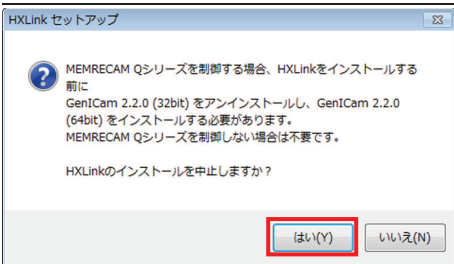 HXLink セットアップ
MEMRECAM Qシリーズを制御する場合、HXLinkをインストールする
前に
GenICam 2.2.0 (32bit) をアンインストールし、GenICam 2.2.0
(64bit) をインストールする必要があります。
MEMRECAM Qシリーズを制御しない場合は不要です。
HXLinkのインストールを中止しますか？
はい(Y)
いいえ(N)